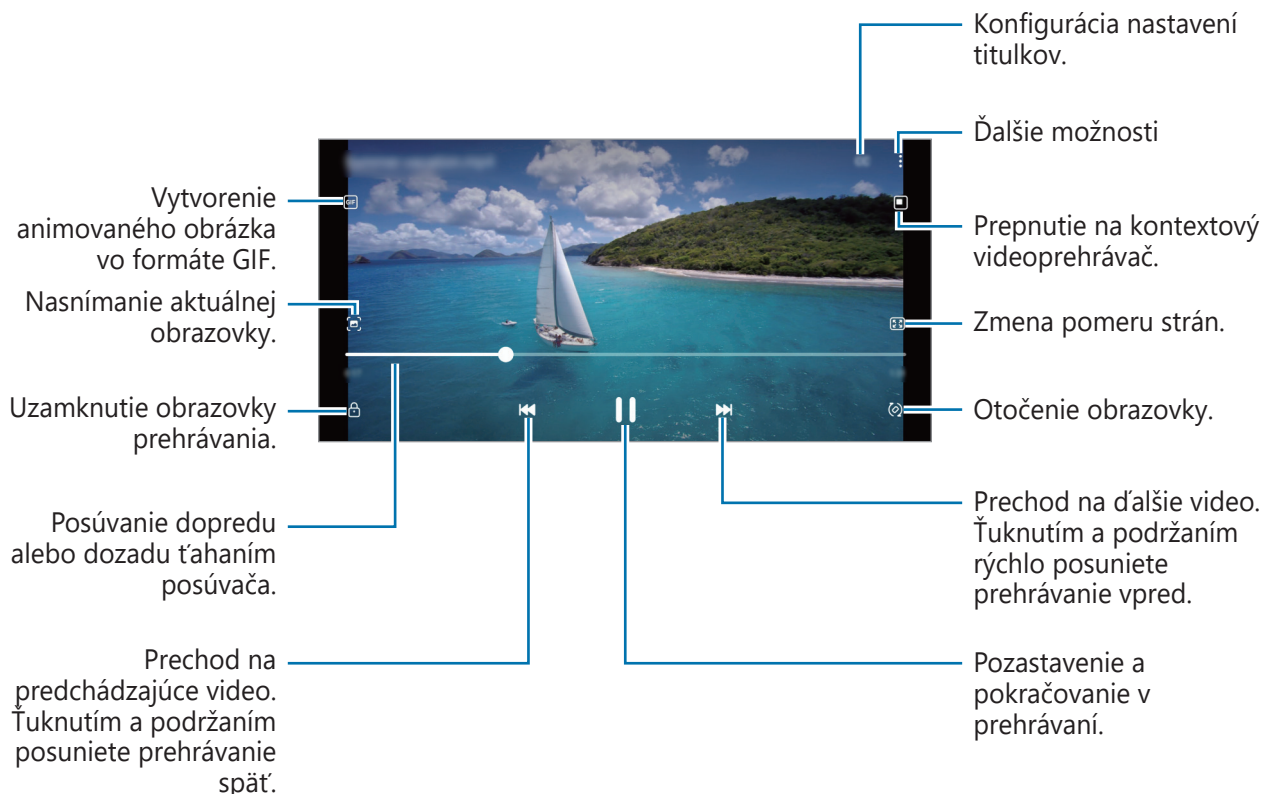 Konfigurácia nastavení
titulkov.
Ďalšie možnosti
Vytvorenie
animovaného obrázka
vo formáte GIF.
GIF
Prepnutie na kontextový
videoprehrávač.
Nasnímanie aktuálnej
obrazovky.
Zmena pomeru strán.
Uzamknutie obrazovky
prehrávania.
Otočenie obrazovky.
Posúvanie dopredu
alebo dozadu ťahaním
posúvača.
Prechod na ďalšie video.
Ťuknutím a podržaním
rýchlo posuniete
prehrávanie vpred.
Prechod na
predchádzajúce video.
Ťuknutím a podržaním
posuniete prehrávanie
späť.
Pozastavenie a
pokračovanie v
prehrávaní.